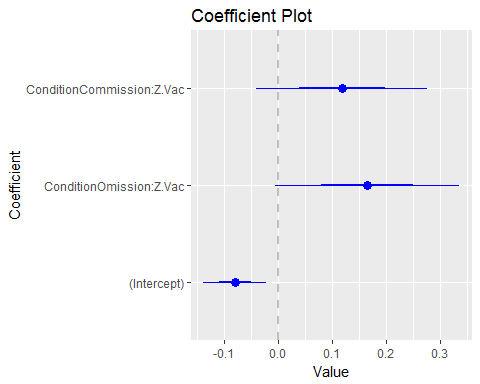 Coefficient Plot
ConditionCommission:Z.Vac
ConditionOmission:Z.Vac
(Intercept)
Coefficient
-0.1 0.0 0.1 0.2 0.3
Value